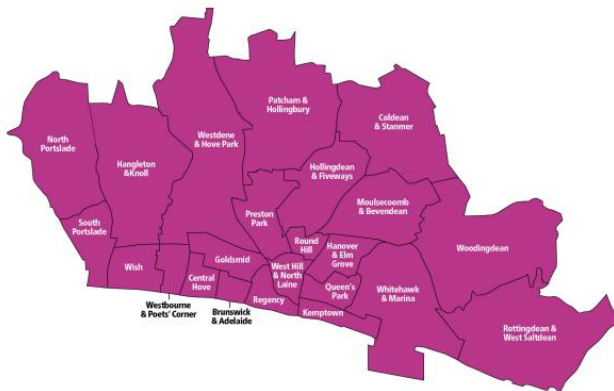 Patcham &
Hollingbury
Coldean
& Stanmer
Westdene
& Hove Park
North
Portslade
Hangleton
&Knoll
Hollingdean
& Fiveways
Moulsecoomb
& Bevendean
Preston
Park
South
Portslade
Round
Hill
Hanover
& Elm
Grove
Woodingdean
Goldsmid
Wish
West Hill
& North
Laine
Central
Hove
Queen's
Park
Whitehawk
& Marina
Regency
Westbourne
& Poets' Corner
Brunswick
& Adelaide
Kemptown
Rottingdean &
West Saltdean